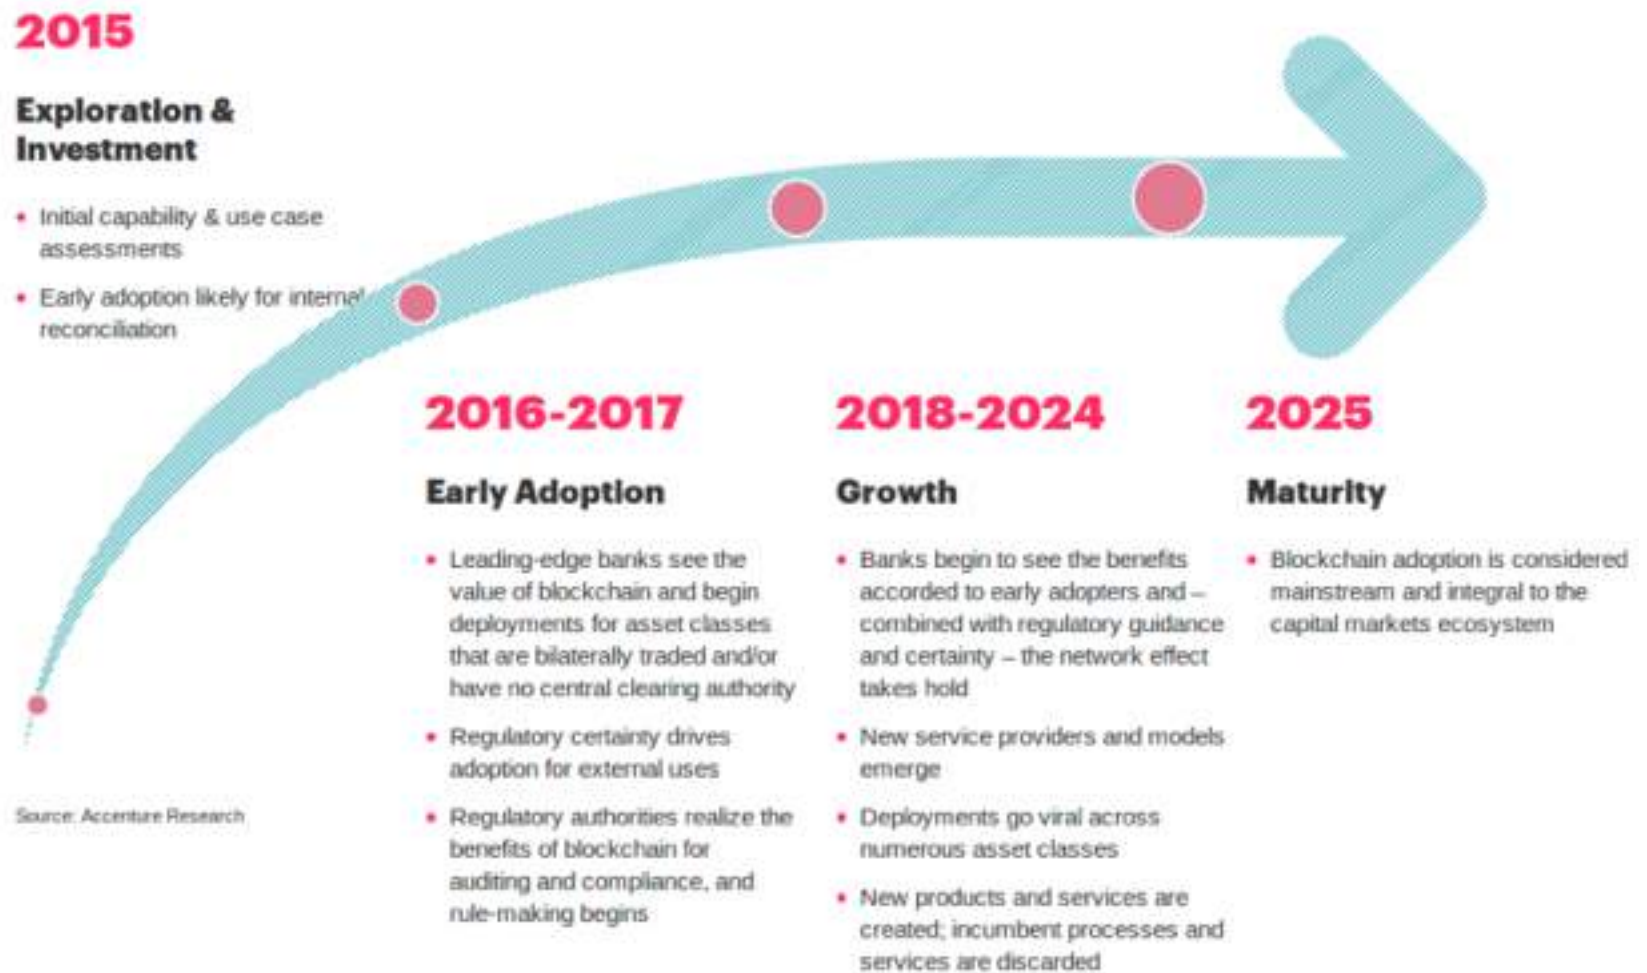 2015
Exploration &
Investment
• Initial capability & use case
assessments
• Early adoption likely for internal
reconciliation
2016-2017
Early Adoption
• Leading-edge banks see the
value of blockchain and begin
deployments for asset classes
that are bilaterally traded and/or
have no central clearing authority
• Regulatory certainty drives
adoption for external uses
• Regulatory authorities realize the
benefits of blockchain for
auditing and compliance, and
rule-making begins
2018-2024
Growth
• Banks begin to see the benefits
accorded to early adopters and –
combined with regulatory guidance
and certainty – the network effect
takes hold
• New service providers and models
emerge
• Deployments go viral across
numerous asset classes
• New products and services are
created; incumbent processes and
services are discarded
2025
Maturity
• Blockchain adoption is considered
mainstream and integral to the
capital markets ecosystem
Source: Accenture Research